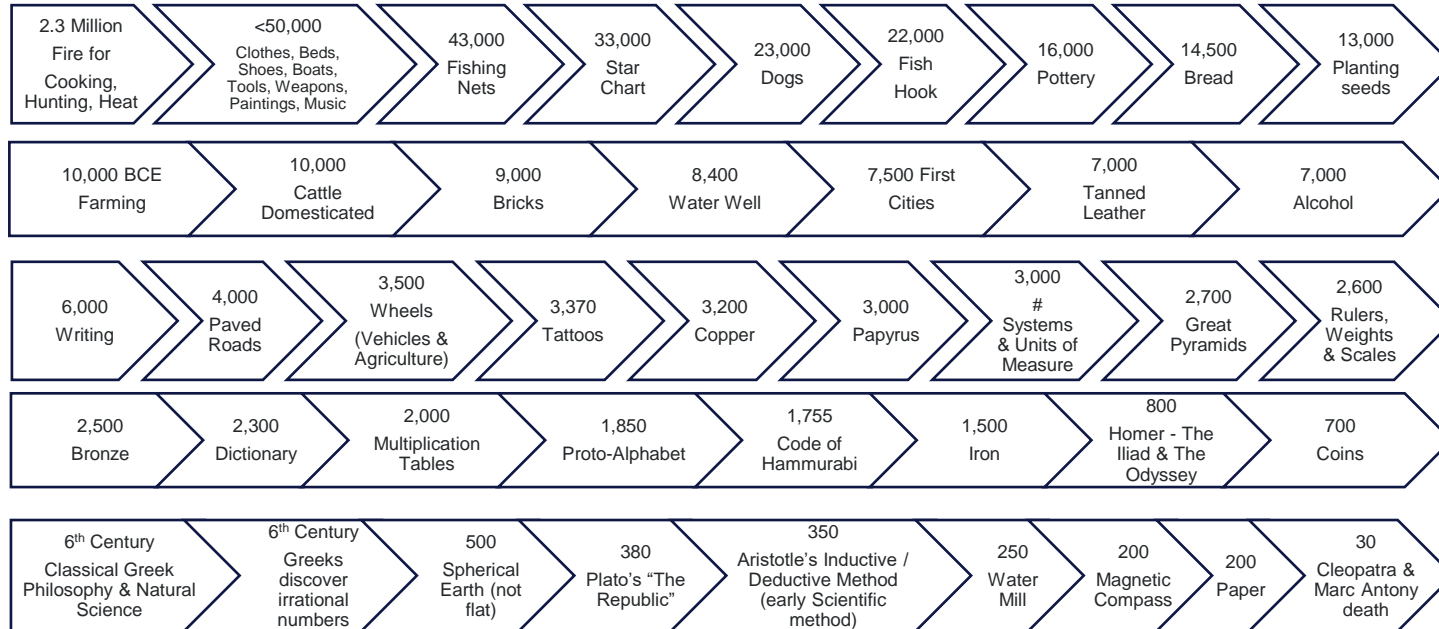 2.3 Million
Fire for
Cooking,
Hunting, Heat
<50,000
Clothes, Beds,
Shoes, Boats,
Tools, Weapons,
Paintings, Music
43,000
Fishing
Nets
33,000
Star
Chart
23,000
Dogs
22,000
Fish
Hook
16,000
Pottery
14,500
Bread
13,000
Planting
seeds
10,000 BCE
Farming
10,000
Cattle
Domesticated
9,000
Bricks
8,400
Water Well
7,500 First
Cities
7,000
Tanned
Leather
7,000
Alcohol
6,000
Writing
4,000
Paved
Roads
3,500
Wheels
(Vehicles &
Agriculture)
3,370
Tattoos
3,200
Copper
3,000
Papyrus
3,000
#
Systems
& Units of
Measure
2,700
Great
Pyramids
2,600
Rulers,
Weights
& Scales
2,500
Bronze
2,300
Dictionary
2,000
Multiplication
Tables
1,850
Proto-Alphabet
1,755
Code of
Hammurabi
1,500
Iron
800
Homer - The
Iliad & The
Odyssey
700
Coins
6th Century
Classical Greek
Philosophy & Natural
Science
6th Century
Greeks
discover
irrational
numbers
500
Spherical
Earth (not
flat)
380
Plato's “The
Republic”
350
Aristotle's Inductive /
Deductive Method
(early Scientific
method)
250
Water
Mill
200
Magnetic
Compass
200
Paper
30
Cleopatra &
Marc Antony
death